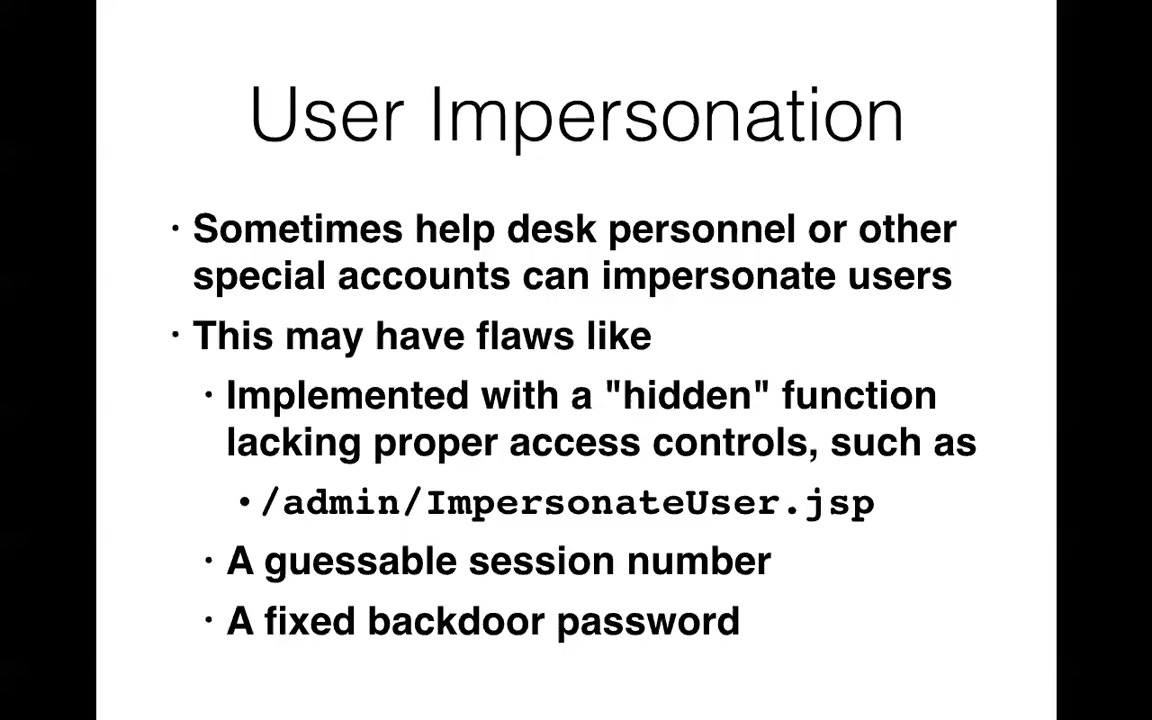 User Impersonation
• Sometimes help desk personnel or other
special accounts can impersonate users
• This may have flaws like
• Implemented with a "hidden" function
lacking proper access controls, such as
• /admin/ImpersonateUser.jsp
• A guessable session number
• A fixed backdoor password